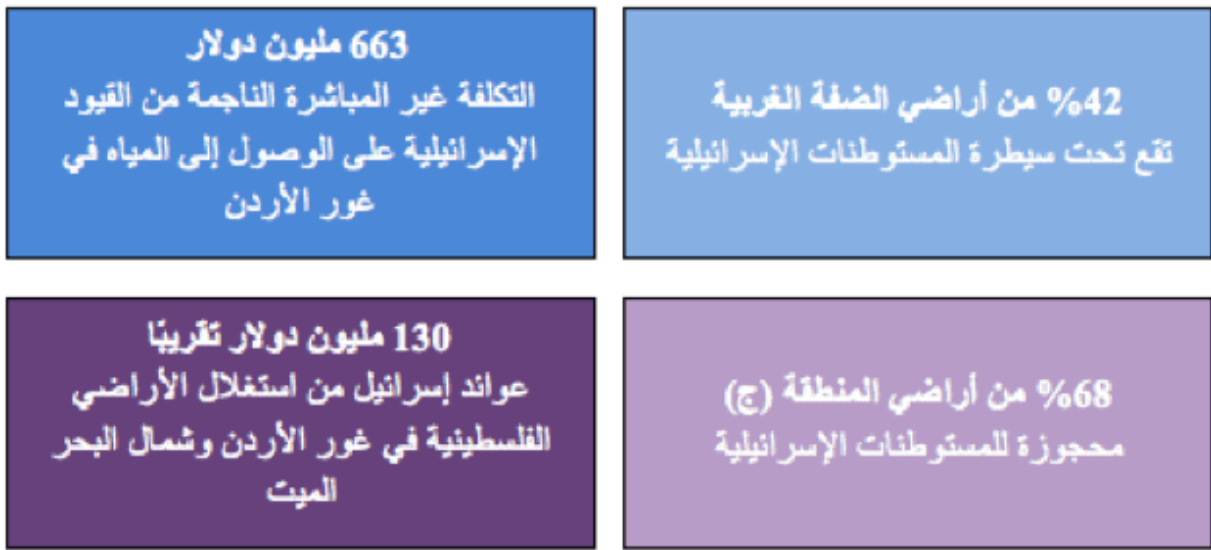 %42 من أراضي الضفة الغربية
تقع تحت سيطرة المستوطنات الإسرائيلية
663 مليون دولار
التكلفة غير المباشرة الناجمة من القيود
الإسرائيلية على الوصول إلى المياه في
غور الأردن
%68 من أراضي المنطقة (ج)
محجوزة للمستوطنات الإسرائيلية
130 مليون دولار تقريبًا
عوائد إسرائيل من استغلال الأراضي
الفلسطينية في غور الأردن وشمال البحر
الميت